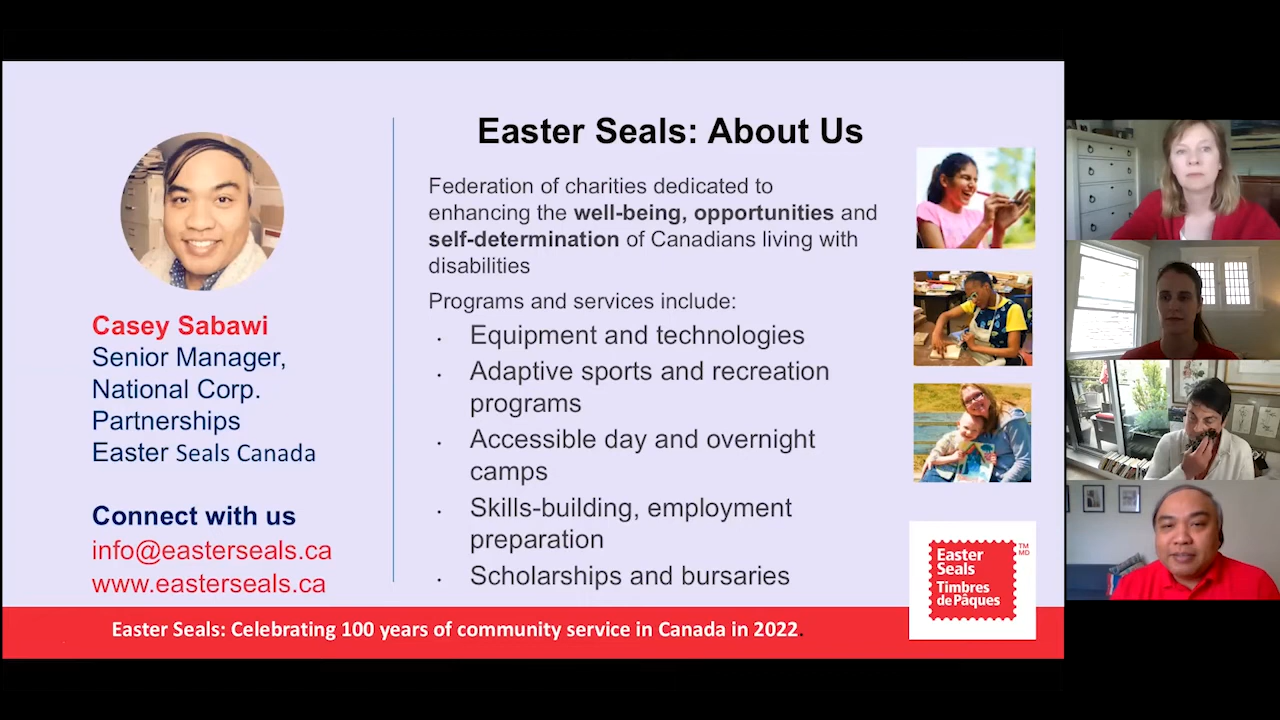 Casey Sabawi
Senior Manager,
National Corp.
Partnerships
Easter Seals Canada
Connect with us
info@easterseals.ca
www.easterseals.ca
Easter Seals: About Us
Federation of charities dedicated to
enhancing the well-being, opportunities and
self-determination of Canadians living with
disabilities
Programs and services include:
· Equipment and technologies
· Adaptive sports and recreation
programs
· Accessible day and overnight
camps
· Skills-building, employment
preparation
· Scholarships and bursaries
Easter
Seals
Timbres
de Pâques
TM
MD
Easter Seals: Celebrating 100 years of community service in Canada in 2022.